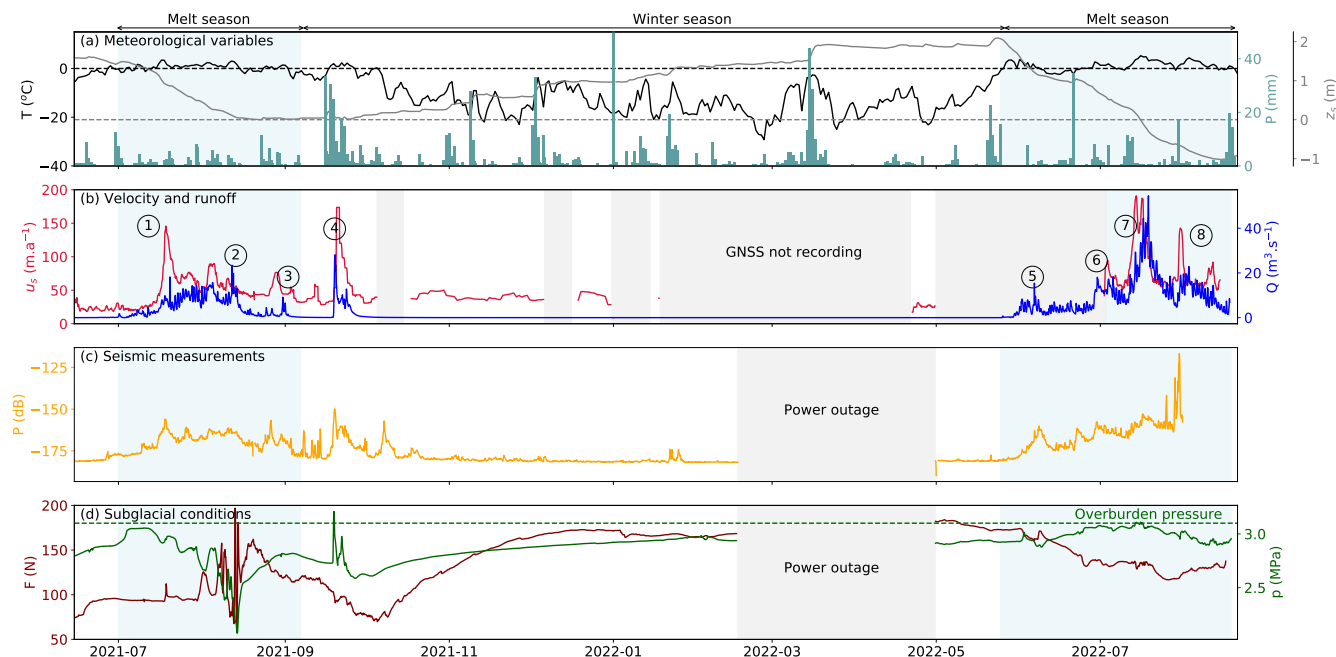 Melt season Winter season Melt season
(a) Meteorological variables
T (°C)
0
−20
−40
P (mm)
40
20
0
z_s (m)
2
1
0
−1
(b) Velocity and runoff
u_s (m.a⁻¹)
200
150
100
50
0
1
2
3
4
GNSS not recording
5
6
7
8
Q (m³.s⁻¹)
40
20
0
(c) Seismic measurements
P (dB)
−125
−150
−175
Power outage
(d) Subglacial conditions
Overburden pressure
F (N)
200
150
100
50
Power outage
p (MPa)
3.0
2.5
2021-07 2021-09 2021-11 2022-01 2022-03 2022-05 2022-07